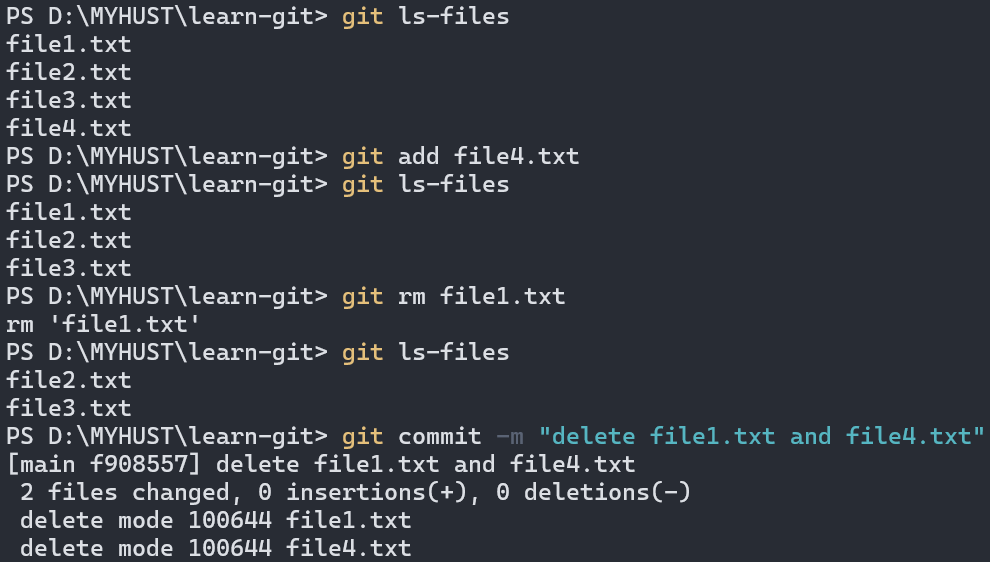 PS D:\MYHUST\learn-git> git ls-files
file1.txt
file2.txt
file3.txt
file4.txt
PS D:\MYHUST\learn-git> git add file4.txt
PS D:\MYHUST\learn-git> git ls-files
file1.txt
file2.txt
file3.txt
PS D:\MYHUST\learn-git> git rm file1.txt
rm 'file1.txt'
PS D:\MYHUST\learn-git> git ls-files
file2.txt
file3.txt
PS D:\MYHUST\learn-git> git commit -m "delete file1.txt and file4.txt"
[main f908557] delete file1.txt and file4.txt
 2 files changed, 0 insertions(+), 0 deletions(-)
 delete mode 100644 file1.txt
 delete mode 100644 file4.txt